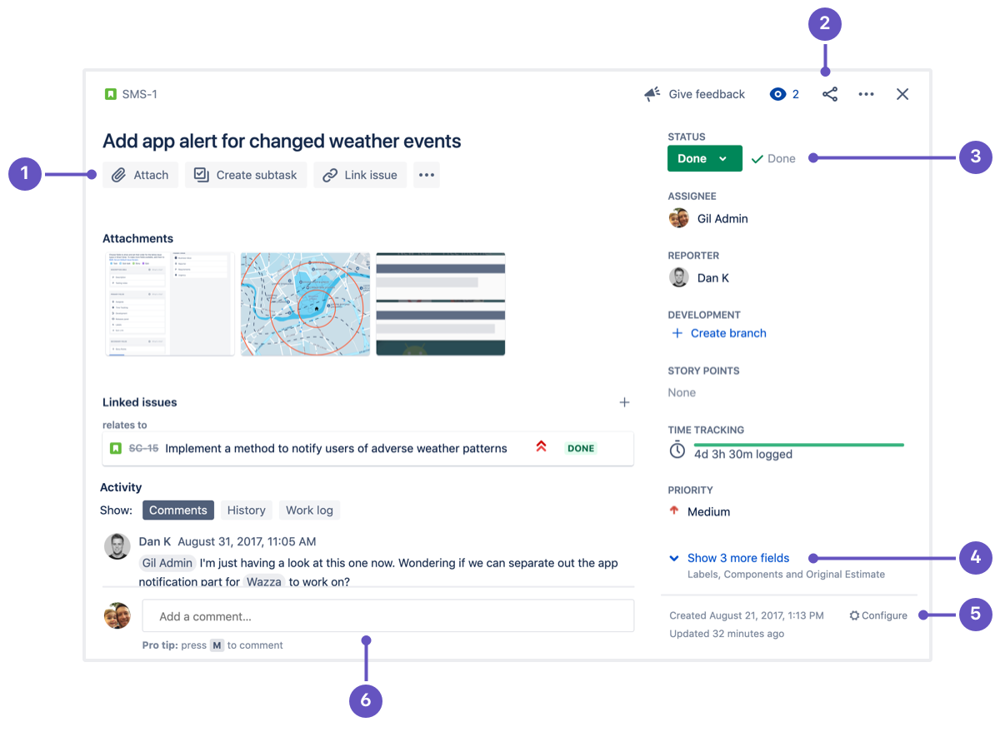 2
SMS-1
Give feedback
2
Add app alert for changed weather events
1
Attach
Create subtask
Link issue
Attachments
Linked issues
relates to
SC-15 Implement a method to notify users of adverse weather patterns DONE
Activity
Show: Comments History Work log
Dan K August 31, 2017, 11:05 AM
Gil Admin I'm just having a look at this one now. Wondering if we can separate out the app
notification part for Wazza to work on?
Add a comment...
Pro tip: press M to comment
6
STATUS
Done
Done
3
ASSIGNEE
Gil Admin
REPORTER
Dan K
DEVELOPMENT
Create branch
STORY POINTS
None
TIME TRACKING
4d 3h 30m logged
PRIORITY
Medium
Show 3 more fields
4
Labels, Components and Original Estimate
Created August 21, 2017, 1:13 PM
Configure
5
Updated 32 minutes ago